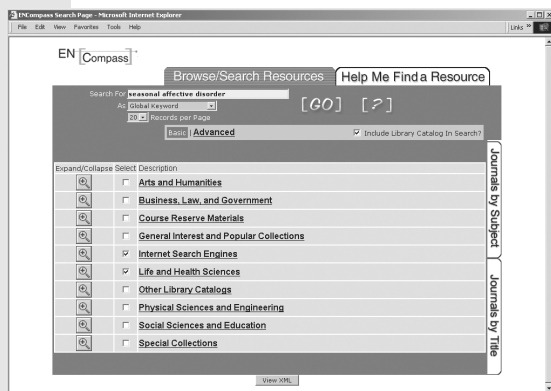 ENCompass Search Page - Microsoft Internet Explorer
File Edit View Favorites Tools Help
Links »
EN [Compass]
Browse/Search Resources
Help Me Find a Resource
Search For seasonal affective disorder
As Global Keyword
[GO] [?]
20 Records per Page
Basic | Advanced
Include Library Catalog In Search?
Expand/Collapse Select Description
Arts and Humanities
Business, Law, and Government
Course Reserve Materials
General Interest and Popular Collections
Internet Search Engines
Life and Health Sciences
Other Library Catalogs
Physical Sciences and Engineering
Social Sciences and Education
Special Collections
Journals by Subject
Journals by Title
View XML